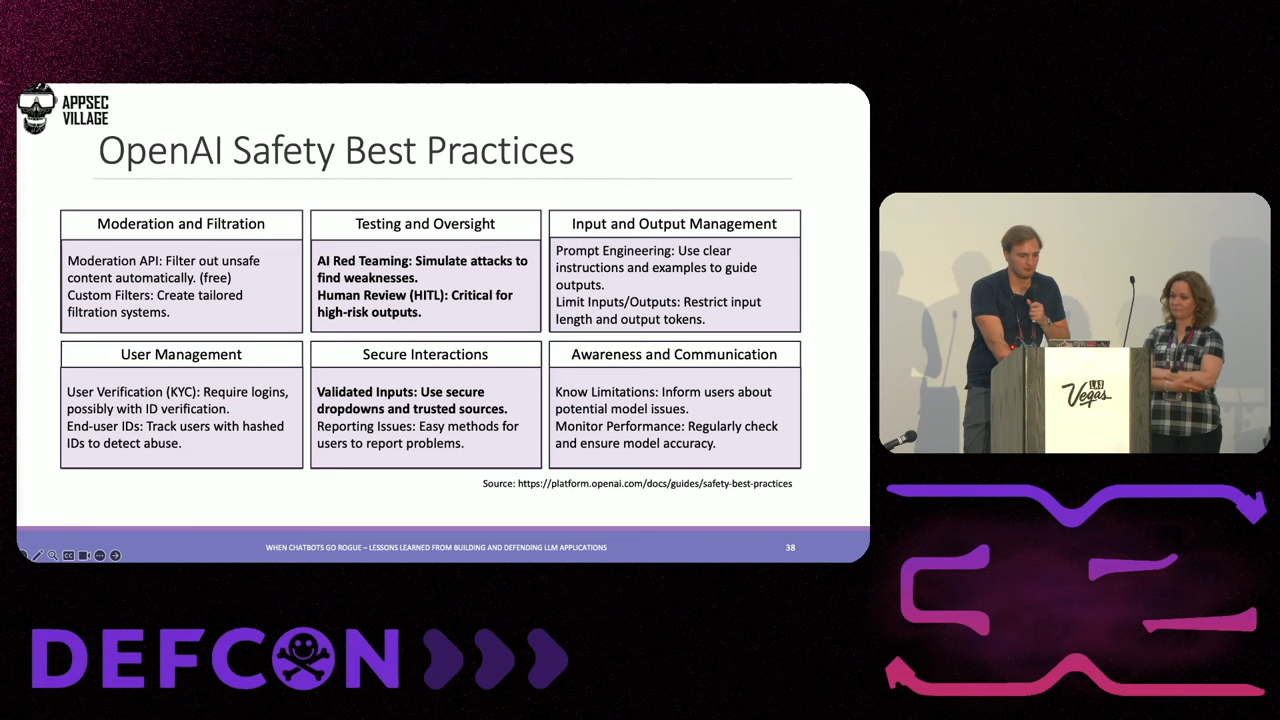 APPSEC
VILLAGE
OpenAI Safety Best Practices
Moderation and Filtration
Moderation API: Filter out unsafe
content automatically. (free)
Custom Filters: Create tailored
filtration systems.
Testing and Oversight
AI Red Teaming: Simulate attacks to
find weaknesses.
Human Review (HITL): Critical for
high-risk outputs.
Input and Output Management
Prompt Engineering: Use clear
instructions and examples to guide
outputs.
Limit Inputs/Outputs: Restrict input
length and output tokens.
User Management
User Verification (KYC): Require logins,
possibly with ID verification.
End-user IDs: Track users with hashed
IDs to detect abuse.
Secure Interactions
Validated Inputs: Use secure
dropdowns and trusted sources.
Reporting Issues: Easy methods for
users to report problems.
Awareness and Communication
Know Limitations: Inform users about
potential model issues.
Monitor Performance: Regularly check
and ensure model accuracy.
Source: https://platform.openai.com/docs/guides/safety-best-practices
WHEN CHATBOTS GO ROGUE – LESSONS LEARNED FROM BUILDING AND DEFENDING LLM APPLICATIONS
38
LAS
Vegas
DEFCON